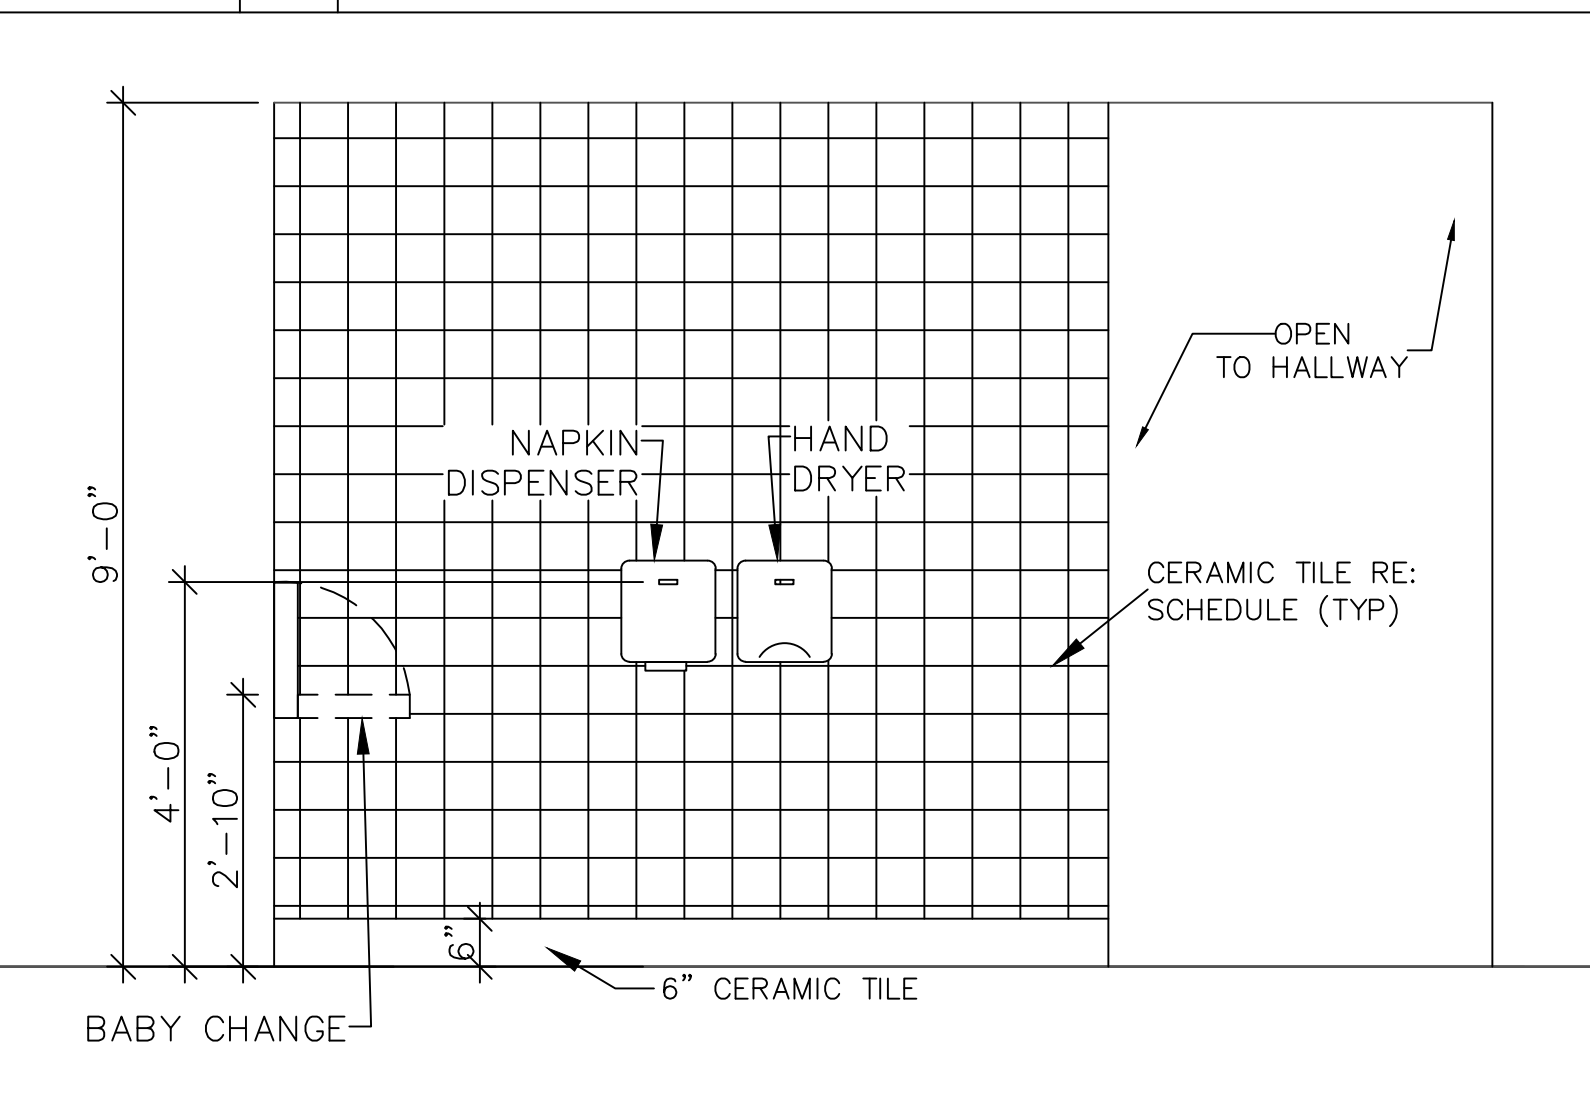 OPEN
TO HALLWAY
NAPKIN
DISPENSER
HAND
DRYER
9'-0"
CERAMIC TILE RE:
SCHEDULE (TYP)
4'-0"
2'-10"
6"
6" CERAMIC TILE
BABY CHANGE